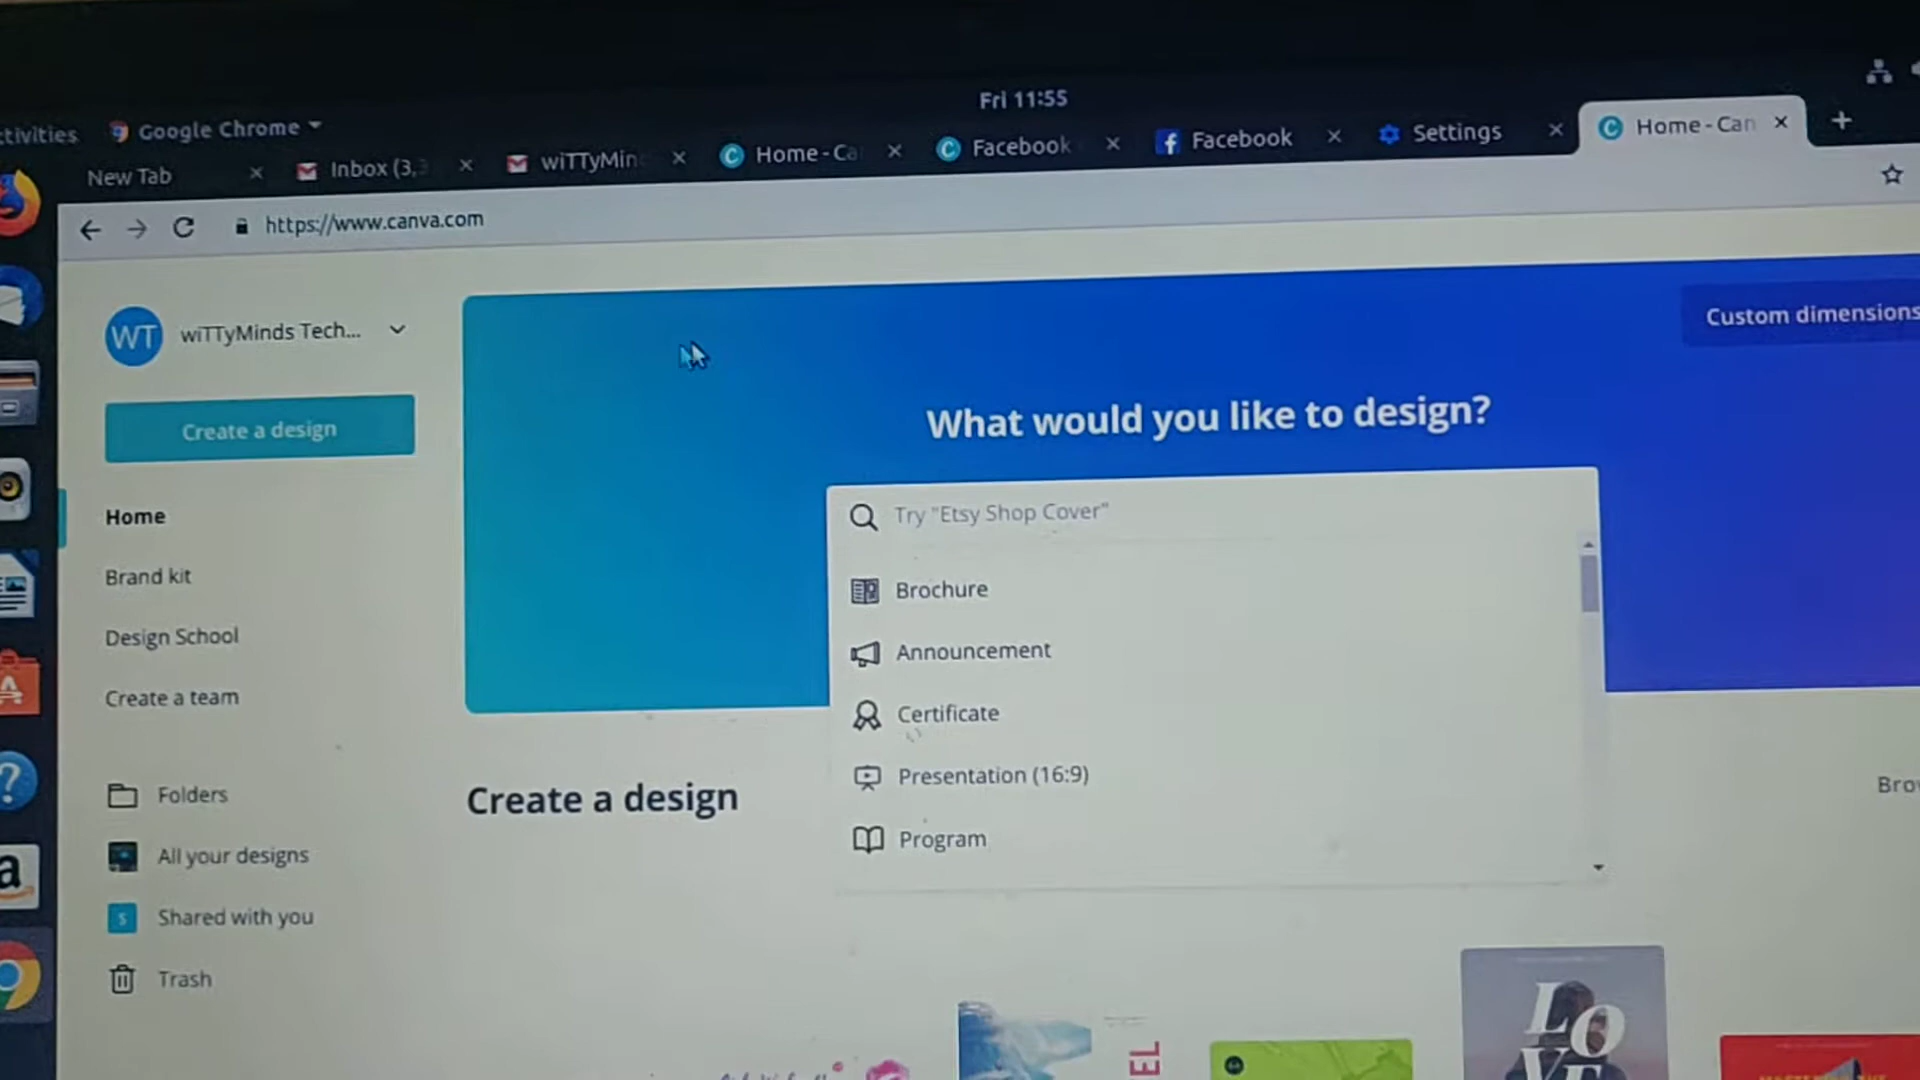 Fri 11:55
Google Chrome
New Tab
Inbox (3,
wiTTyMin
Home - Ca
Facebook
Facebook
Settings
Home - Can
https://www.canva.com
WT
wiTTyMinds Tech...
Custom dimensions
Create a design
What would you like to design?
Try "Etsy Shop Cover"
Home
Brand kit
Design School
Create a team
Brochure
Announcement
Certificate
Presentation (16:9)
Program
Create a design
Folders
All your designs
S Shared with you
Trash
LO